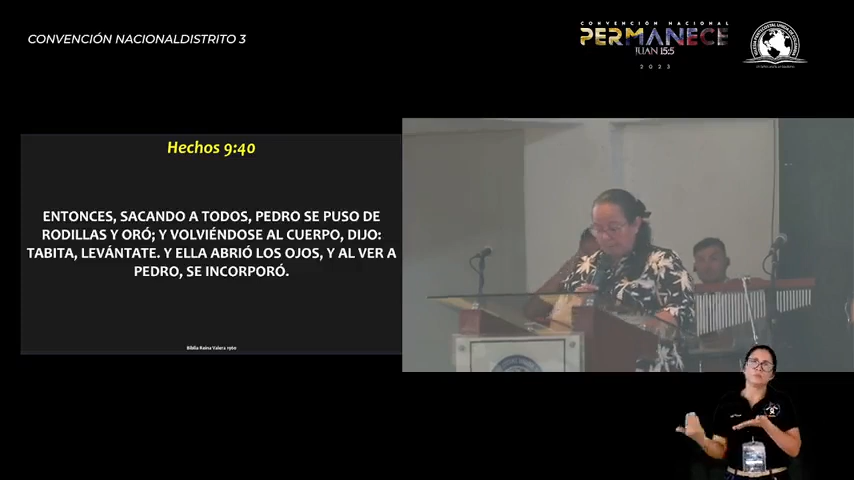 CONVENCIÓN NACIONALDISTRITO 3
CONVENCIÓN NACIONAL
PERMANECE
JUAN 15:5
2023
Hechos 9:40
ENTONCES, SACANDO A TODOS, PEDRO SE PUSO DE
RODILLAS Y ORÓ; Y VOLVIÉNDOSE AL CUERPO, DIJO:
TABITA, LEVÁNTATE. Y ELLA ABRIÓ LOS OJOS, Y AL VER A
PEDRO, SE INCORPORÓ.
Biblia Reina Valera 1960